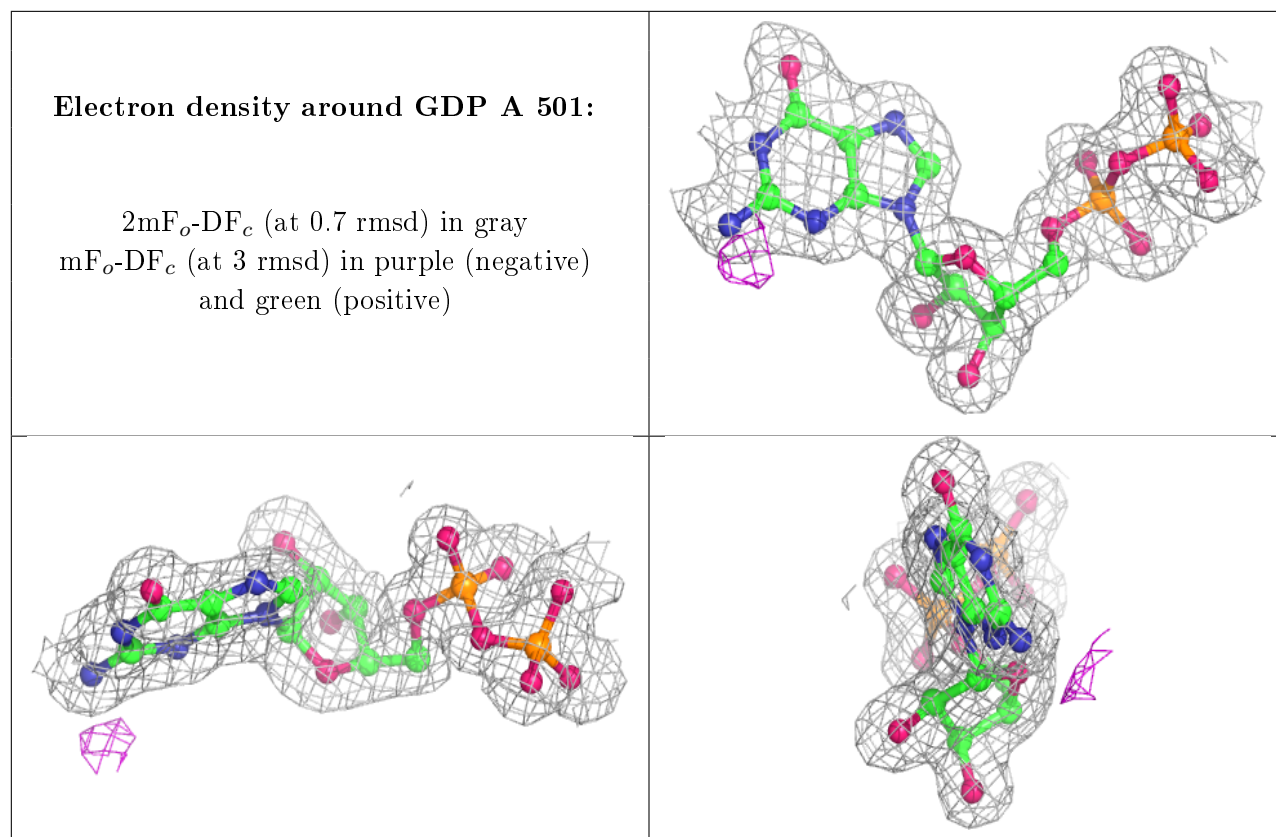 Electron density around GDP A 501:
2mFₒ-DF𝒸 (at 0.7 rmsd) in gray
mFₒ-DF𝒸 (at 3 rmsd) in purple (negative)
and green (positive)